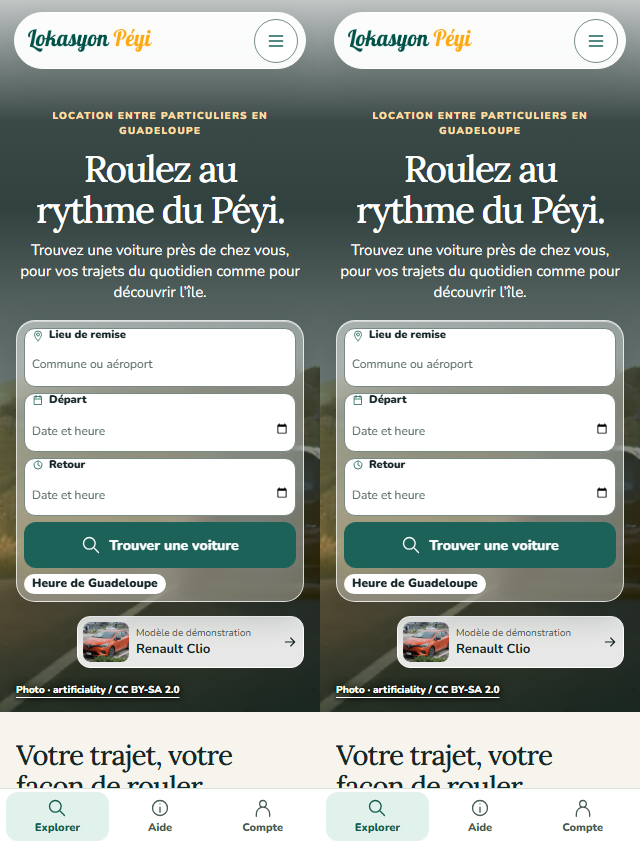 Lokasyon Péyi
LOCATION ENTRE PARTICULIERS EN
GUADELOUPE
Roulez au
rythme du Péyi.
Trouvez une voiture près de chez vous,
pour vos trajets du quotidien comme pour
découvrir l'île.
Lieu de remise
Commune ou aéroport
Départ
Date et heure
Retour
Date et heure
Trouver une voiture
Heure de Guadeloupe
Modèle de démonstration
Renault Clio
Photo · artificiality / CC BY-SA 2.0
Votre trajet, votre
façon de rouler
Explorer
Aide
Compte
Lokasyon Péyi
LOCATION ENTRE PARTICULIERS EN
GUADELOUPE
Roulez au
rythme du Péyi.
Trouvez une voiture près de chez vous,
pour vos trajets du quotidien comme pour
découvrir l'île.
Lieu de remise
Commune ou aéroport
Départ
Date et heure
Retour
Date et heure
Trouver une voiture
Heure de Guadeloupe
Modèle de démonstration
Renault Clio
Photo · artificiality / CC BY-SA 2.0
Votre trajet, votre
façon de rouler
Explorer
Aide
Compte